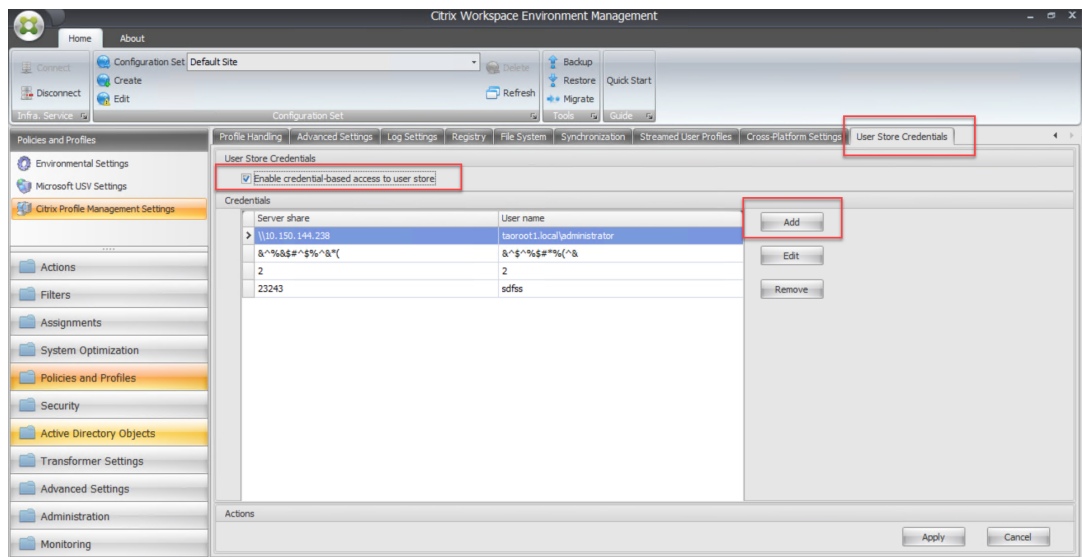 Citrix Workspace Environment Management
Home About
Connect
Disconnect
Infra. Service
Configuration Set Default Site
Create
Edit
Delete
Refresh
Configuration Set
Backup
Restore
Migrate
Tools
Quick Start
Guide
Policies and Profiles
Environmental Settings
Microsoft USV Settings
Citrix Profile Management Settings
Actions
Filters
Assignments
System Optimization
Policies and Profiles
Security
Active Directory Objects
Transformer Settings
Advanced Settings
Administration
Monitoring
Profile Handling Advanced Settings Log Settings Registry File System Synchronization Streamed User Profiles Cross-Platform Settings User Store Credentials
User Store Credentials
Enable credential-based access to user store
Credentials
Server share User name
\\10.150.144.238 taoroot1.local\administrator
&^%&$#^$%^&*( &^$^%$#*%(^&
2 2
23243 sdfss
Add
Edit
Remove
Actions
Apply Cancel